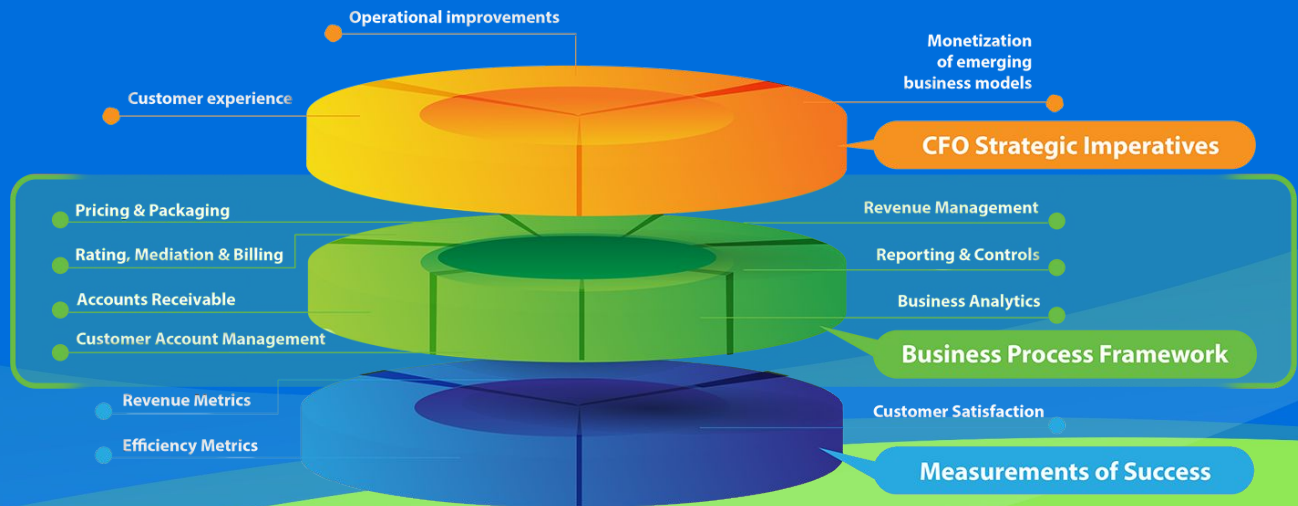 Operational improvements
Monetization
of emerging
business models
Customer experience
CFO Strategic Imperatives
Pricing & Packaging
Revenue Management
Rating, Mediation & Billing
Reporting & Controls
Accounts Receivable
Business Analytics
Customer Account Management
Business Process Framework
Revenue Metrics
Customer Satisfaction
Efficiency Metrics
Measurements of Success